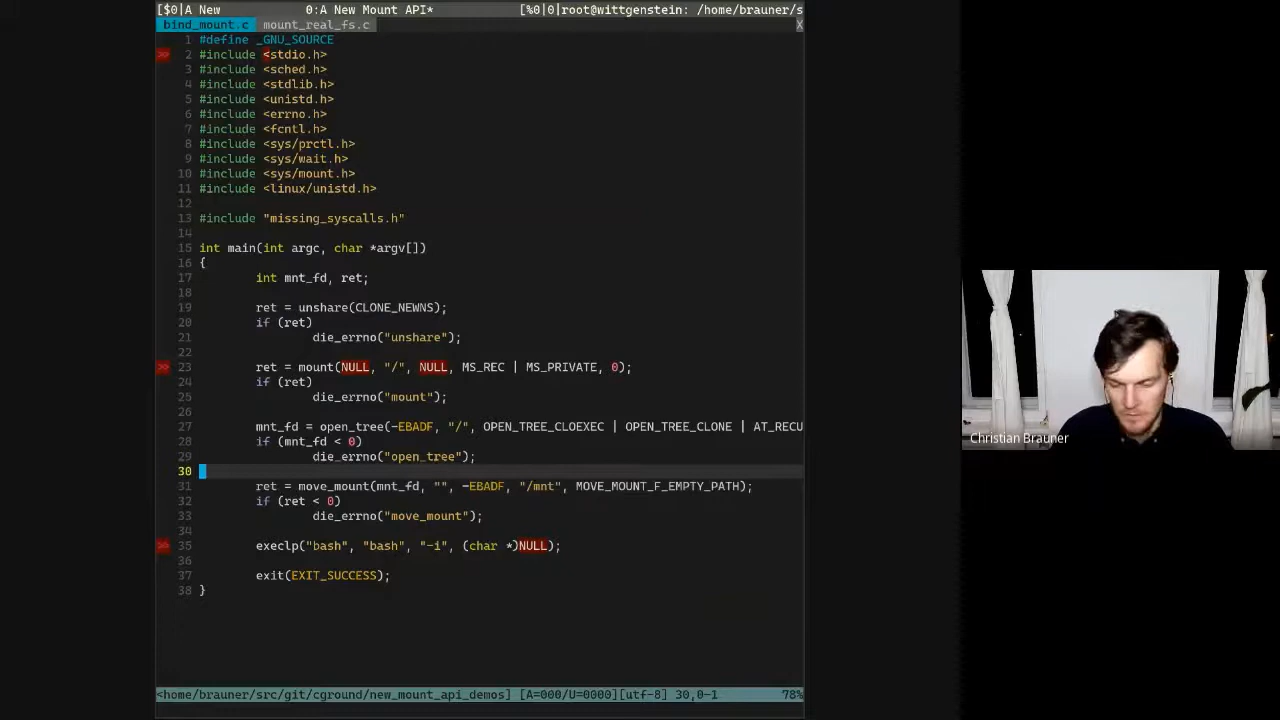 [$0|A New 0:A New Mount API* [%0|0|root@wittgenstein: /home/brauner/s
bind_mount.c mount_real_fs.c X
1 #define _GNU_SOURCE
>> 2 #include <stdio.h>
3 #include <sched.h>
4 #include <stdlib.h>
5 #include <unistd.h>
6 #include <errno.h>
7 #include <fcntl.h>
8 #include <sys/prctl.h>
9 #include <sys/wait.h>
10 #include <sys/mount.h>
11 #include <linux/unistd.h>
12
13 #include "missing_syscalls.h"
14
15 int main(int argc, char *argv[])
16 {
17 int mnt_fd, ret;
18
19 ret = unshare(CLONE_NEWNS);
20 if (ret)
21 die_errno("unshare");
22
>> 23 ret = mount(NULL, "/", NULL, MS_REC | MS_PRIVATE, 0);
24 if (ret)
25 die_errno("mount");
26
27 mnt_fd = open_tree(-EBADF, "/", OPEN_TREE_CLOEXEC | OPEN_TREE_CLONE | AT_RECU
28 if (mnt_fd < 0)
29 die_errno("open_tree");
30
31 ret = move_mount(mnt_fd, "", -EBADF, "/mnt", MOVE_MOUNT_F_EMPTY_PATH);
32 if (ret < 0)
33 die_errno("move_mount");
34
>> 35 execlp("bash", "bash", "-i", (char *)NULL);
36
37 exit(EXIT_SUCCESS);
38 }
<home/brauner/src/git/cground/new_mount_api_demos] [A=000/U=0000][utf-8] 30,0-1 78%
Christian Brauner